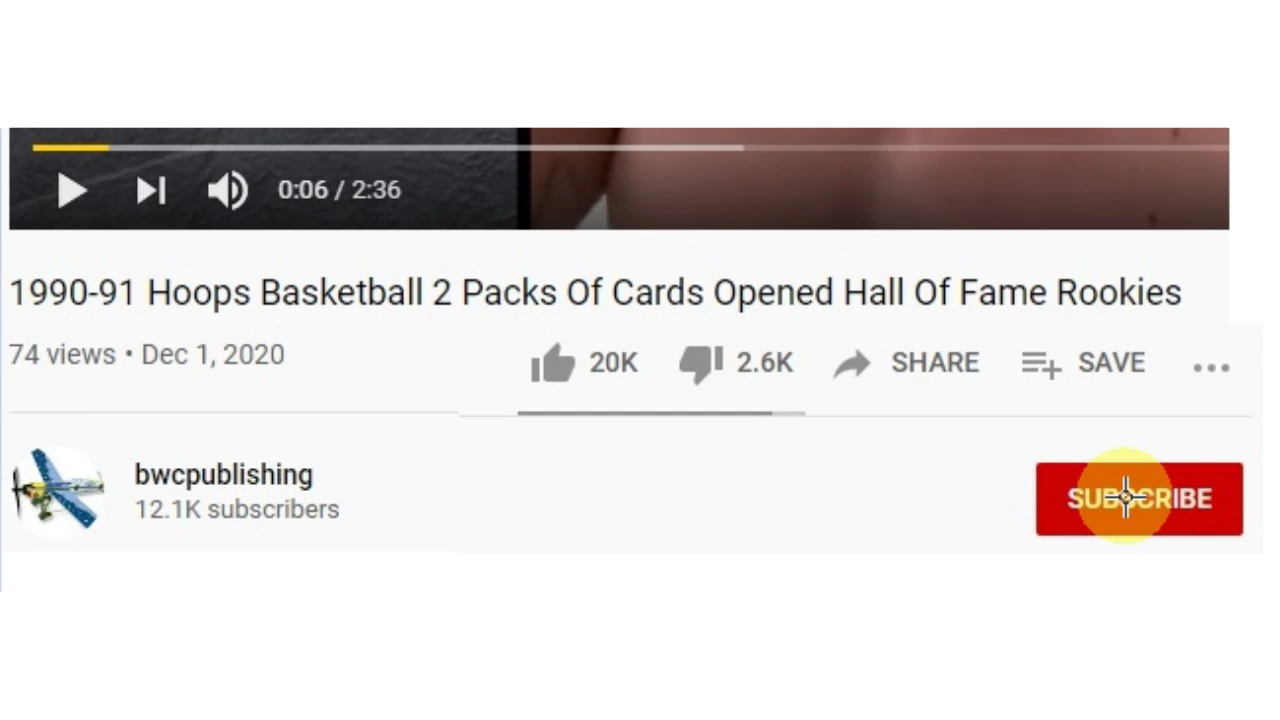 0:06 / 2:36
1990-91 Hoops Basketball 2 Packs Of Cards Opened Hall Of Fame Rookies
74 views • Dec 1, 2020
20K 2.6K SHARE SAVE
bwcpublishing
12.1K subscribers
SUBSCRIBE